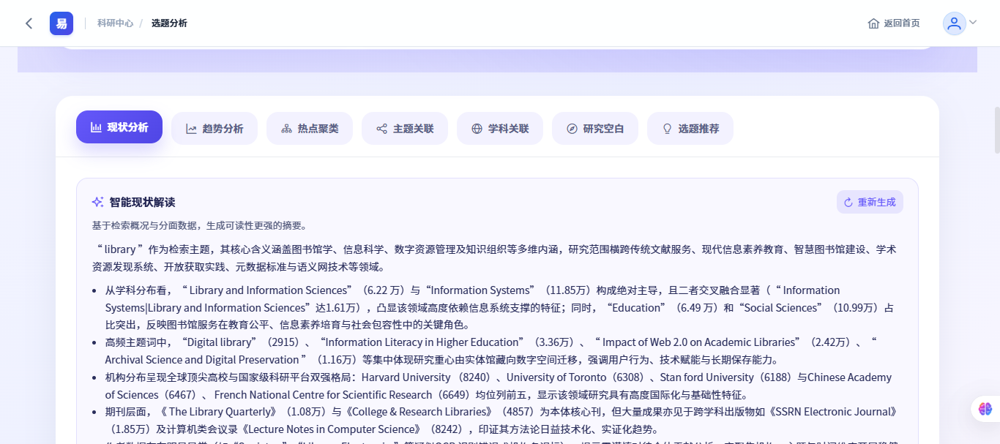 易 科研中心 / 选题分析 返回首页
现状分析 趋势分析 热点聚类 主题关联 学科关联 研究空白 选题推荐
智能现状解读 重新生成
基于检索概况与分面数据，生成可读性更强的摘要。
“ library ”作为检索主题，其核心含义涵盖图书馆学、信息科学、数字资源管理及知识组织等多维内涵，研究范围横跨传统文献服务、现代信息素养教育、智慧图书馆建设、学术
资源发现系统、开放获取实践、元数据标准与语义网技术等领域。
• 从学科分布看，“ Library and Information Sciences”（6.22 万）与“Information Systems”（11.85万）构成绝对主导，且二者交叉融合显著（“ Information
Systems|Library and Information Sciences”达1.61万），凸显该领域高度依赖信息系统支撑的特征；同时，“Education”（6.49 万）和“Social Sciences”（10.99万）占
比突出，反映图书馆服务在教育公平、信息素养培育与社会包容性中的关键角色。
• 高频主题词中，“Digital library”（2915）、“Information Literacy in Higher Education”（3.36万）、“ Impact of Web 2.0 on Academic Libraries”（2.42万）、“
Archival Science and Digital Preservation ”（1.16万）等集中体现研究重心由实体馆藏向数字空间迁移，强调用户行为、技术赋能与长期保存能力。
• 机构分布呈现全球顶尖高校与国家级科研平台双强格局：Harvard University （8240）、University of Toronto（6308）、Stan ford University（6188）与Chinese Academy
of Sciences（6467）、 French National Centre for Scientific Research（6649）均位列前五，显示该领域研究具有高度国际化与基础性特征。
• 期刊层面，《 The Library Quarterly》（1.08万）与《College & Research Libraries》（4857）为本体核心刊，但大量成果亦见于跨学科出版物如《SSRN Electronic Journal》
（1.85万）及计算机类会议录《Lecture Notes in Computer Science》（8242），印证其方法论日益技术化、实证化趋势。